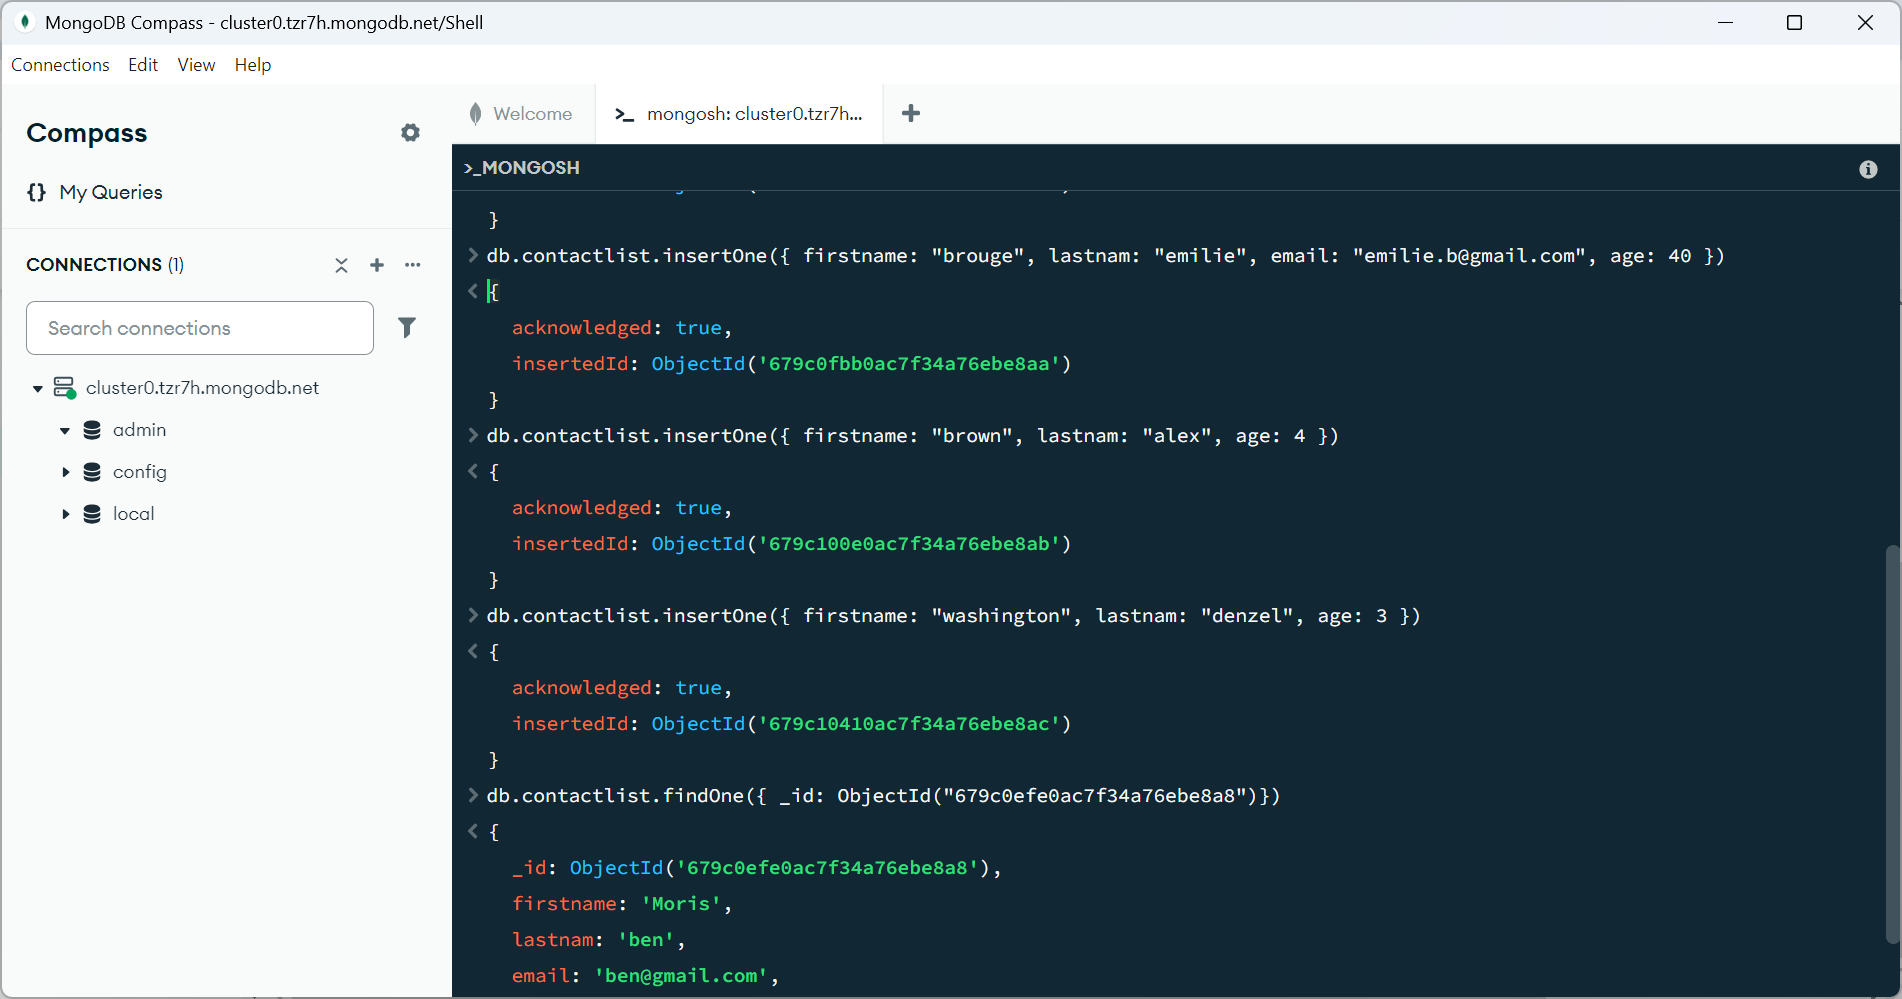 MongoDB Compass - cluster0.tzr7h.mongodb.net/Shell
Connections Edit View Help
Compass
My Queries
CONNECTIONS (1)
Search connections
cluster0.tzr7h.mongodb.net
admin
config
local
Welcome
mongosh: cluster0.tzr7h...
>_MONGOSH
}
db.contactlist.insertOne({ firstname: "brouge", lastnam: "emilie", email: "emilie.b@gmail.com", age: 40 })
{
acknowledged: true,
insertedId: ObjectId('679c0fbb0ac7f34a76ebe8aa')
}
db.contactlist.insertOne({ firstname: "brown", lastnam: "alex", age: 4 })
{
acknowledged: true,
insertedId: ObjectId('679c100e0ac7f34a76ebe8ab')
}
db.contactlist.insertOne({ firstname: "washington", lastnam: "denzel", age: 3 })
{
acknowledged: true,
insertedId: ObjectId('679c10410ac7f34a76ebe8ac')
}
db.contactlist.findOne({ _id: ObjectId("679c0efe0ac7f34a76ebe8a8")})
{
_id: ObjectId('679c0efe0ac7f34a76ebe8a8'),
firstname: 'Moris',
lastnam: 'ben',
email: 'ben@gmail.com',